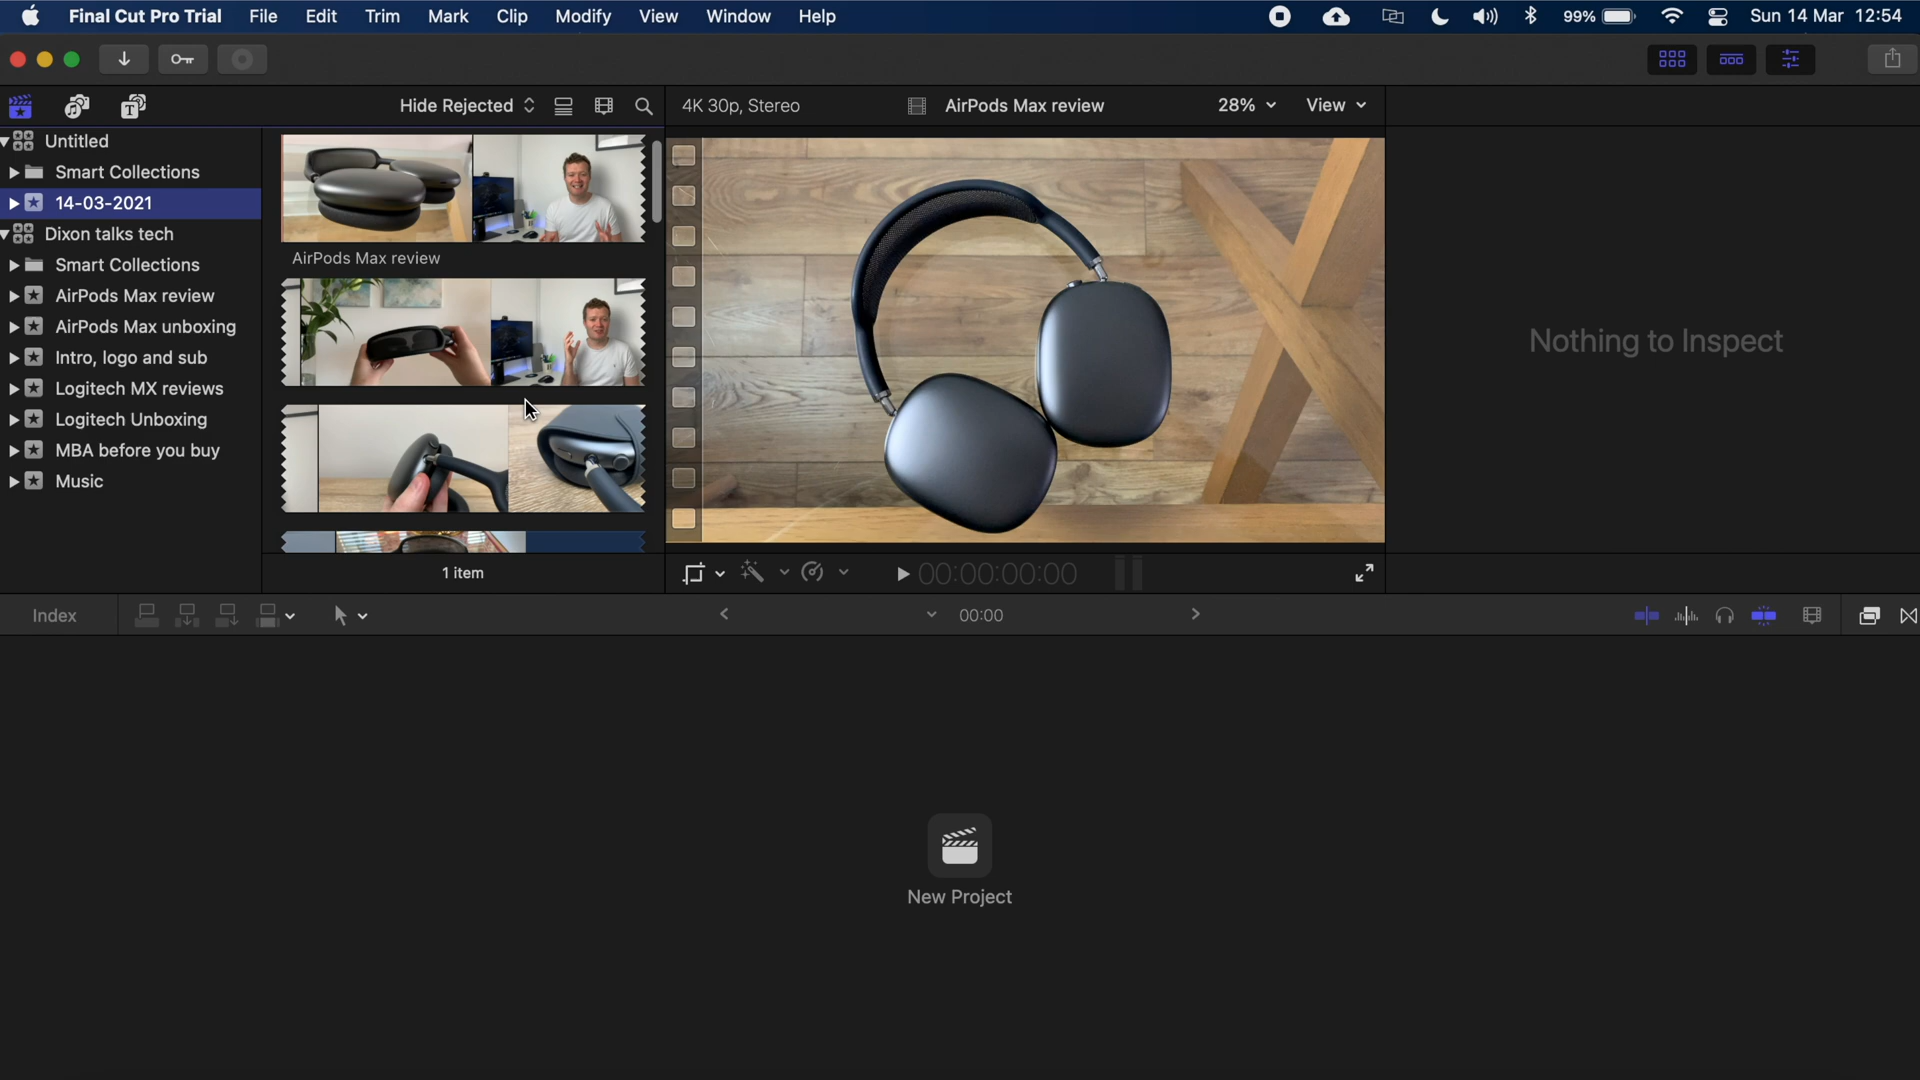 Final Cut Pro Trial File Edit Trim Mark Clip Modify View Window Help 99% Sun 14 Mar 12:54
Hide Rejected
4K 30p, Stereo AirPods Max review 28% View
Untitled
Smart Collections
14-03-2021
Dixon talks tech
Smart Collections
AirPods Max review
AirPods Max unboxing
Intro, logo and sub
Logitech MX reviews
Logitech Unboxing
MBA before you buy
Music
AirPods Max review
1 item
00:00:00:00
Nothing to Inspect
Index
00:00
New Project